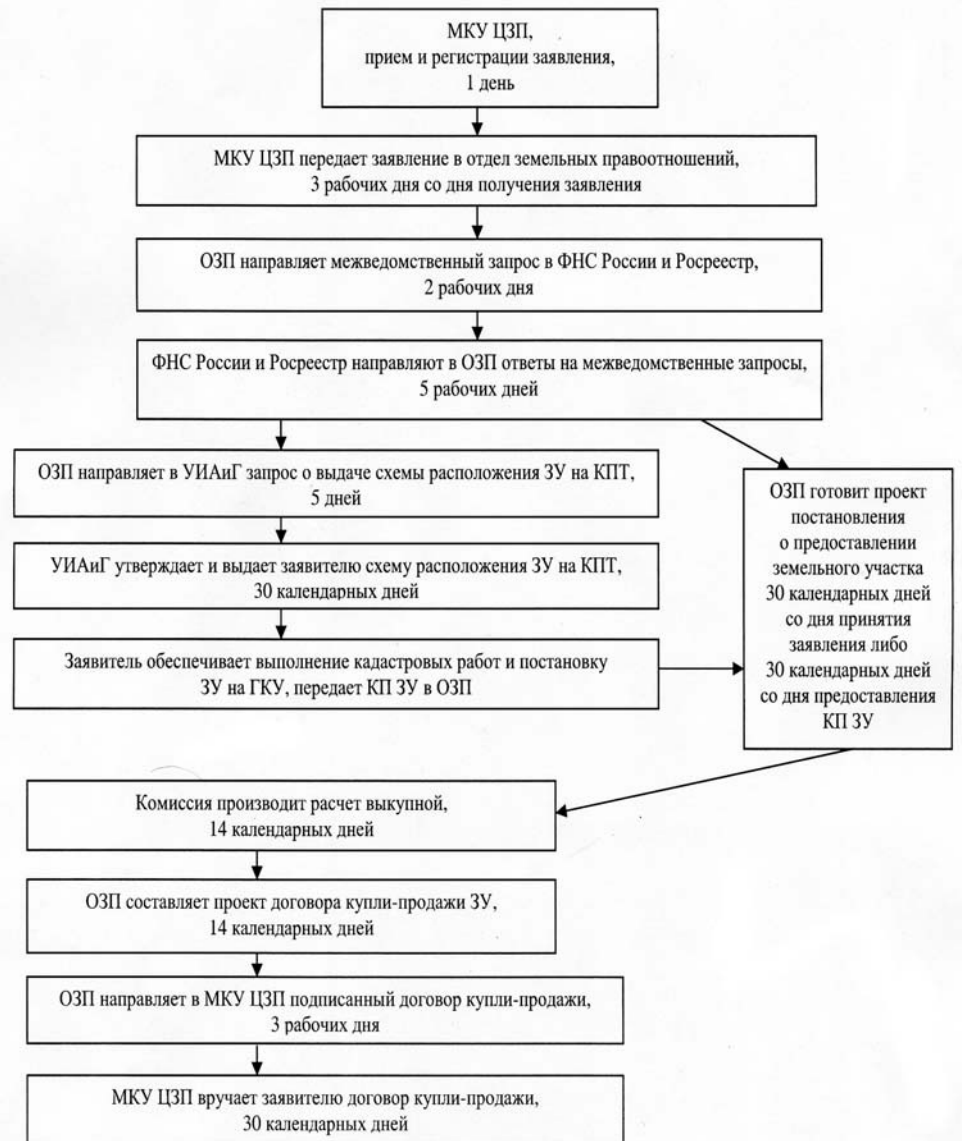 МКУ ЦЗП,
прием и регистрации заявления,
1 день
МКУ ЦЗП передает заявление в отдел земельных правоотношений,
3 рабочих дня со дня получения заявления
ОЗП направляет межведомственный запрос в ФНС России и Росреестр,
2 рабочих дня
ФНС России и Росреестр направляют в ОЗП ответы на межведомственные запросы,
5 рабочих дней
ОЗП направляет в УИАиГ запрос о выдаче схемы расположения ЗУ на КПТ,
5 дней
УИАиГ утверждает и выдает заявителю схему расположения ЗУ на КПТ,
30 календарных дней
Заявитель обеспечивает выполнение кадастровых работ и постановку
ЗУ на ГКУ, передает КП ЗУ в ОЗП
ОЗП готовит проект
постановления
о предоставлении
земельного участка
30 календарных дней
со дня принятия
заявления либо
30 календарных дней
со дня предоставления
КП ЗУ
Комиссия производит расчет выкупной,
14 календарных дней
ОЗП составляет проект договора купли-продажи ЗУ,
14 календарных дней
ОЗП направляет в МКУ ЦЗП подписанный договор купли-продажи,
3 рабочих дня
МКУ ЦЗП вручает заявителю договор купли-продажи,
30 календарных дней